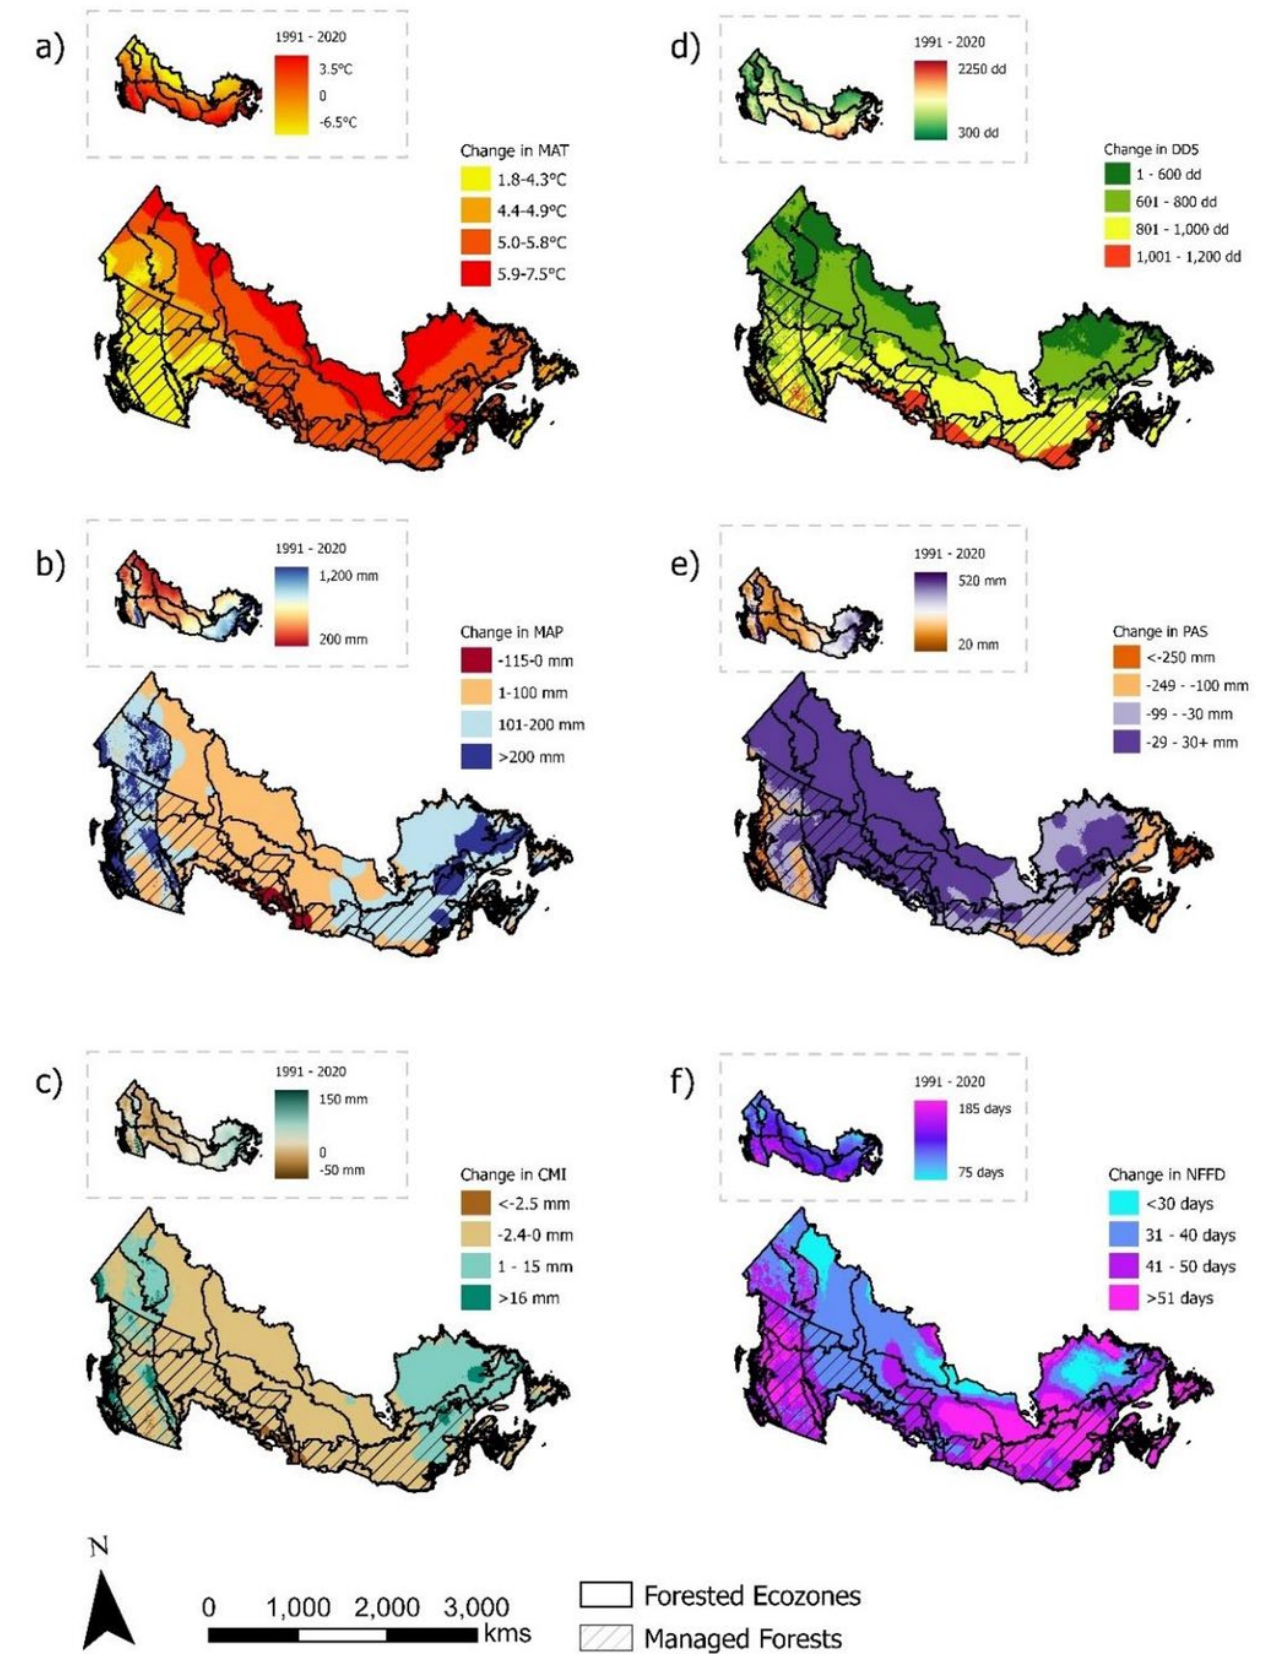 a)
1991 - 2020
3.5°C
0
-6.5°C
Change in MAT
1.8-4.3°C
4.4-4.9°C
5.0-5.8°C
5.9-7.5°C
d)
1991 - 2020
2250 dd
300 dd
Change in DD5
1 - 600 dd
601 - 800 dd
801 - 1,000 dd
1,001 - 1,200 dd
b)
1991 - 2020
1,200 mm
200 mm
Change in MAP
-115-0 mm
1-100 mm
101-200 mm
>200 mm
e)
1991 - 2020
520 mm
20 mm
Change in PAS
<-250 mm
-249 - -100 mm
-99 - -30 mm
-29 - 30+ mm
c)
1991 - 2020
150 mm
0
-50 mm
Change in CMI
<-2.5 mm
-2.4-0 mm
1 - 15 mm
>16 mm
f)
1991 - 2020
185 days
75 days
Change in NFFD
<30 days
31 - 40 days
41 - 50 days
>51 days
N
0 1,000 2,000 3,000
kms
Forested Ecozones
Managed Forests